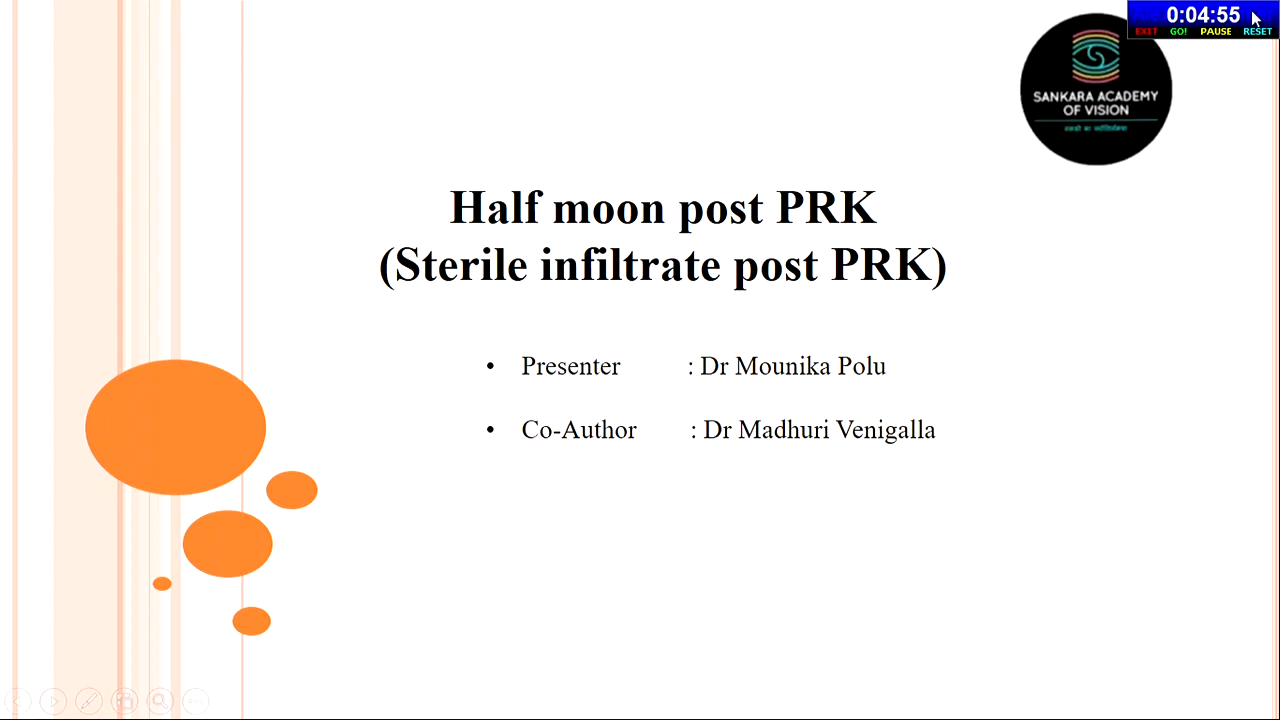 0:04:55
EXIT GO! PAUSE RESET
SANKARA ACADEMY
OF VISION
Half moon post PRK
(Sterile infiltrate post PRK)
• Presenter : Dr Mounika Polu
• Co-Author : Dr Madhuri Venigalla